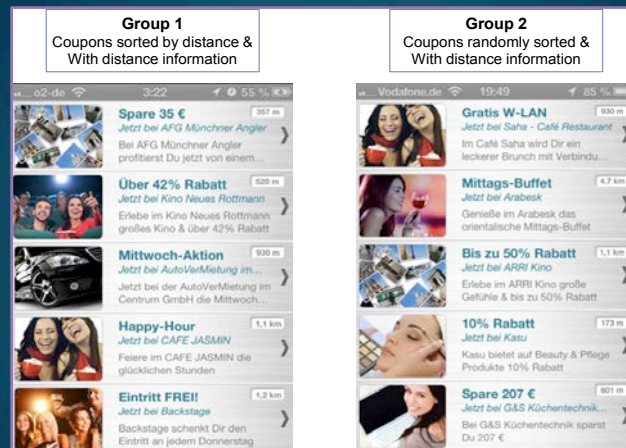 Group 1
Coupons sorted by distance &
With distance information
Group 2
Coupons randomly sorted &
With distance information
o2-de 3:22 55 %
Spare 35 € 357 m
Jetzt bei AFG Münchner Angler
Bei AFG Münchner Angler
profitierst Du jetzt von einem...
Über 42% Rabatt 520 m
Jetzt bei Kino Neues Rottmann
Erlebe im Kino Neues Rottmann
großes Kino & über 42% Rabatt
Mittwoch-Aktion 930 m
Jetzt bei AutoVerMietung im...
Jetzt bei der AutoVerMietung im
Centrum GmbH die Mittwoch...
Happy-Hour 1,1 km
Jetzt bei CAFE JASMIN
Feiere im CAFE JASMIN die
glücklichen Stunden
Eintritt FREI! 1,2 km
Jetzt bei Backstage
Backstage schenkt Dir den
Eintritt an jedem Donnerstag
Vodafone.de 19:49 85 %
Gratis W-LAN 930 m
Jetzt bei Saha - Café Restaurant
Im Café Saha wird Dir ein
leckerer Brunch mit Verbindu...
Mittags-Buffet 4,7 km
Jetzt bei Arabesk
Genieße im Arabesk das
orientalische Mittags-Buffet
Bis zu 50% Rabatt 1,1 km
Jetzt bei ARRI Kino
Erlebe im ARRI Kino große
Gefühle & bis zu 50% Rabatt
10% Rabatt 173 m
Jetzt bei Kasu
Kasu bietet auf Beauty & Pflege
Produkte 10% Rabatt
Spare 207 € 601 m
Jetzt bei G&S Küchentechnik...
Bei G&S Küchentechnik sparst
Du 207 €